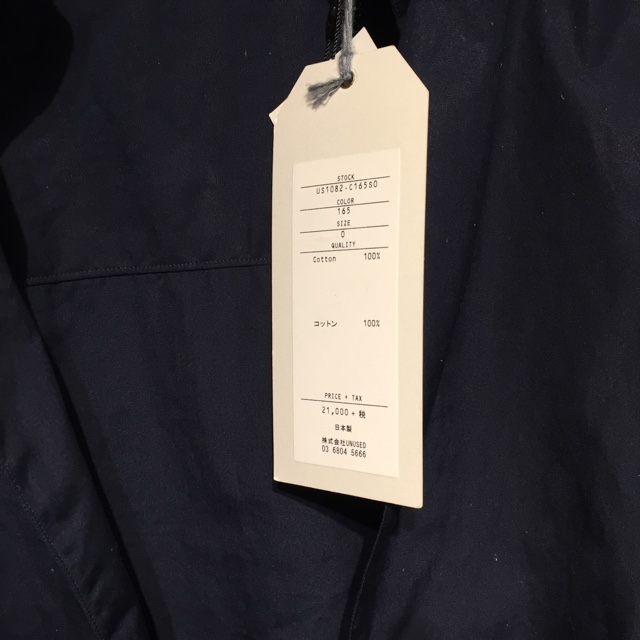 STOCK
US1082-C165S0
COLOR
165
SIZE
0
QUALITY
Cotton 100%
コットン 100%
PRICE + TAX
21,000 + 税
日本製
株式会社UNUSED
03 6804 5666